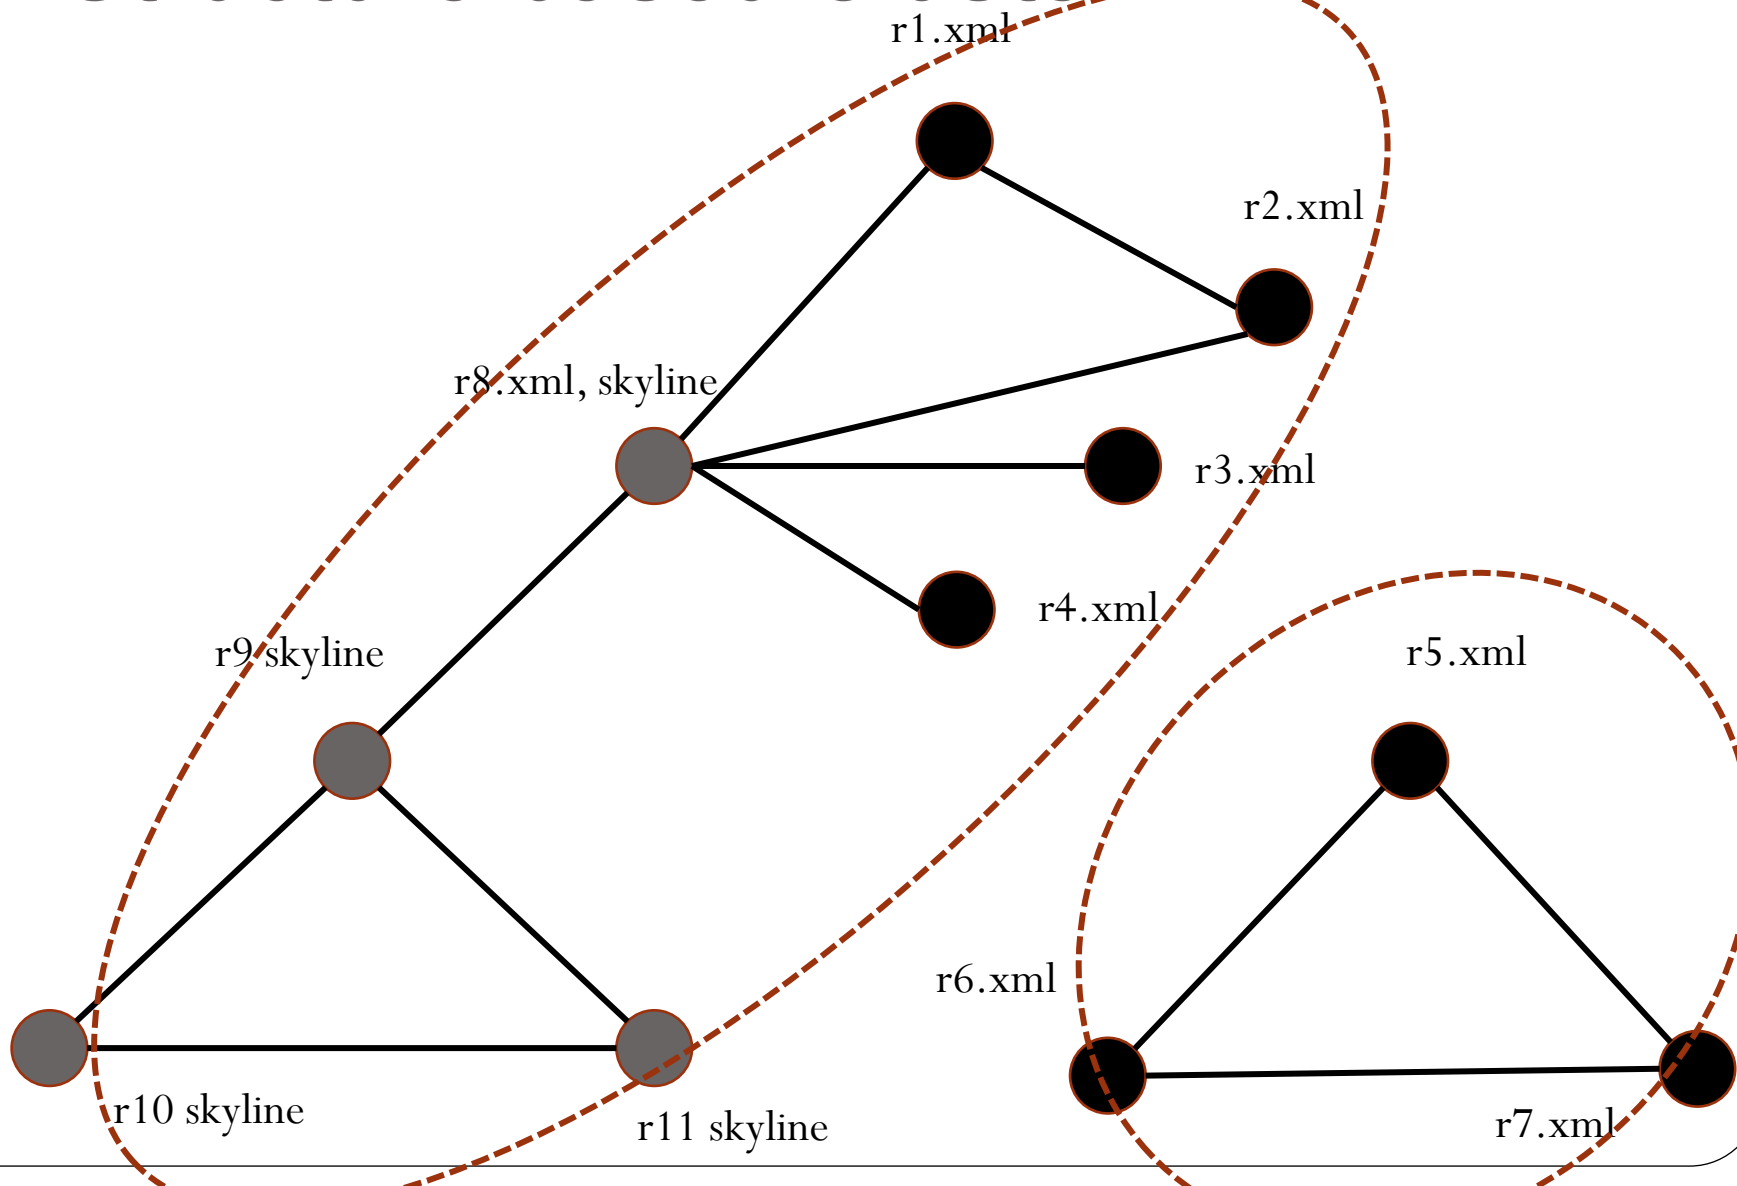 r1.xml
r2.xml
r8.xml, skyline
r3.xml
r4.xml
r9 skyline
r5.xml
r6.xml
r10 skyline
r11 skyline
r7.xml